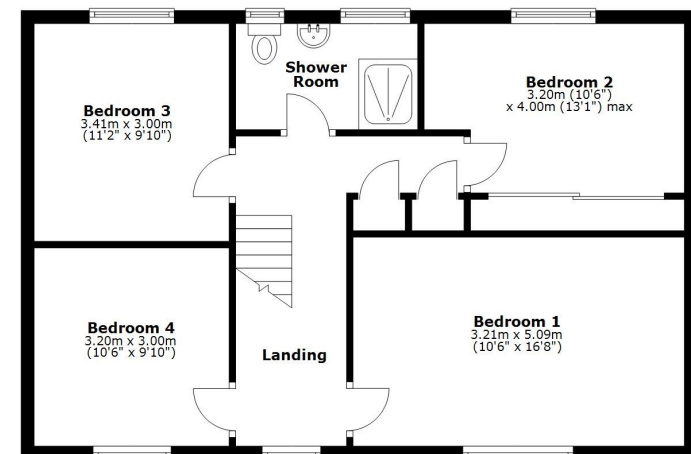 Shower
Room
Bedroom 2
3.20m (10'6")
x 4.00m (13'1") max
Bedroom 3
3.41m x 3.00m
(11'2" x 9'10")
Bedroom 4
3.20m x 3.00m
(10'6" x 9'10")
Landing
Bedroom 1
3.21m x 5.09m
(10'6" x 16'8")